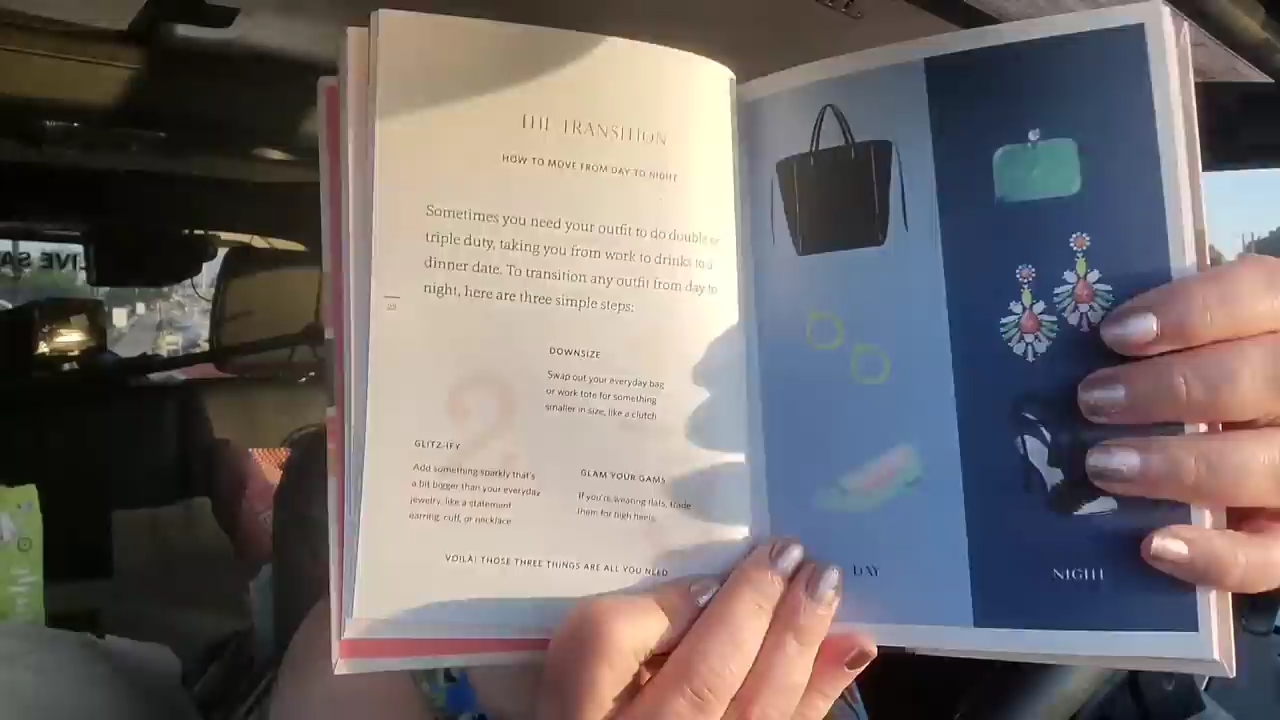 THE TRANSITION
HOW TO MOVE FROM DAY TO NIGHT
Sometimes you need your outfit to do double or
triple duty, taking you from work to drinks to a
dinner date. To transition any outfit from day to
night, here are three simple steps:
23
DOWNSIZE
Swap out your everyday bag
or work tote for something
smaller in size, like a clutch
GLITZ-IFY
Add something sparkly that's
a bit bigger than your everyday
jewelry, like a statement
earring, cuff, or necklace
GLAM YOUR GAMS
If you're wearing flats, trade
them for high heels.
VOILÀ! THOSE THREE THINGS ARE ALL YOU NEED
DAY
NIGHT